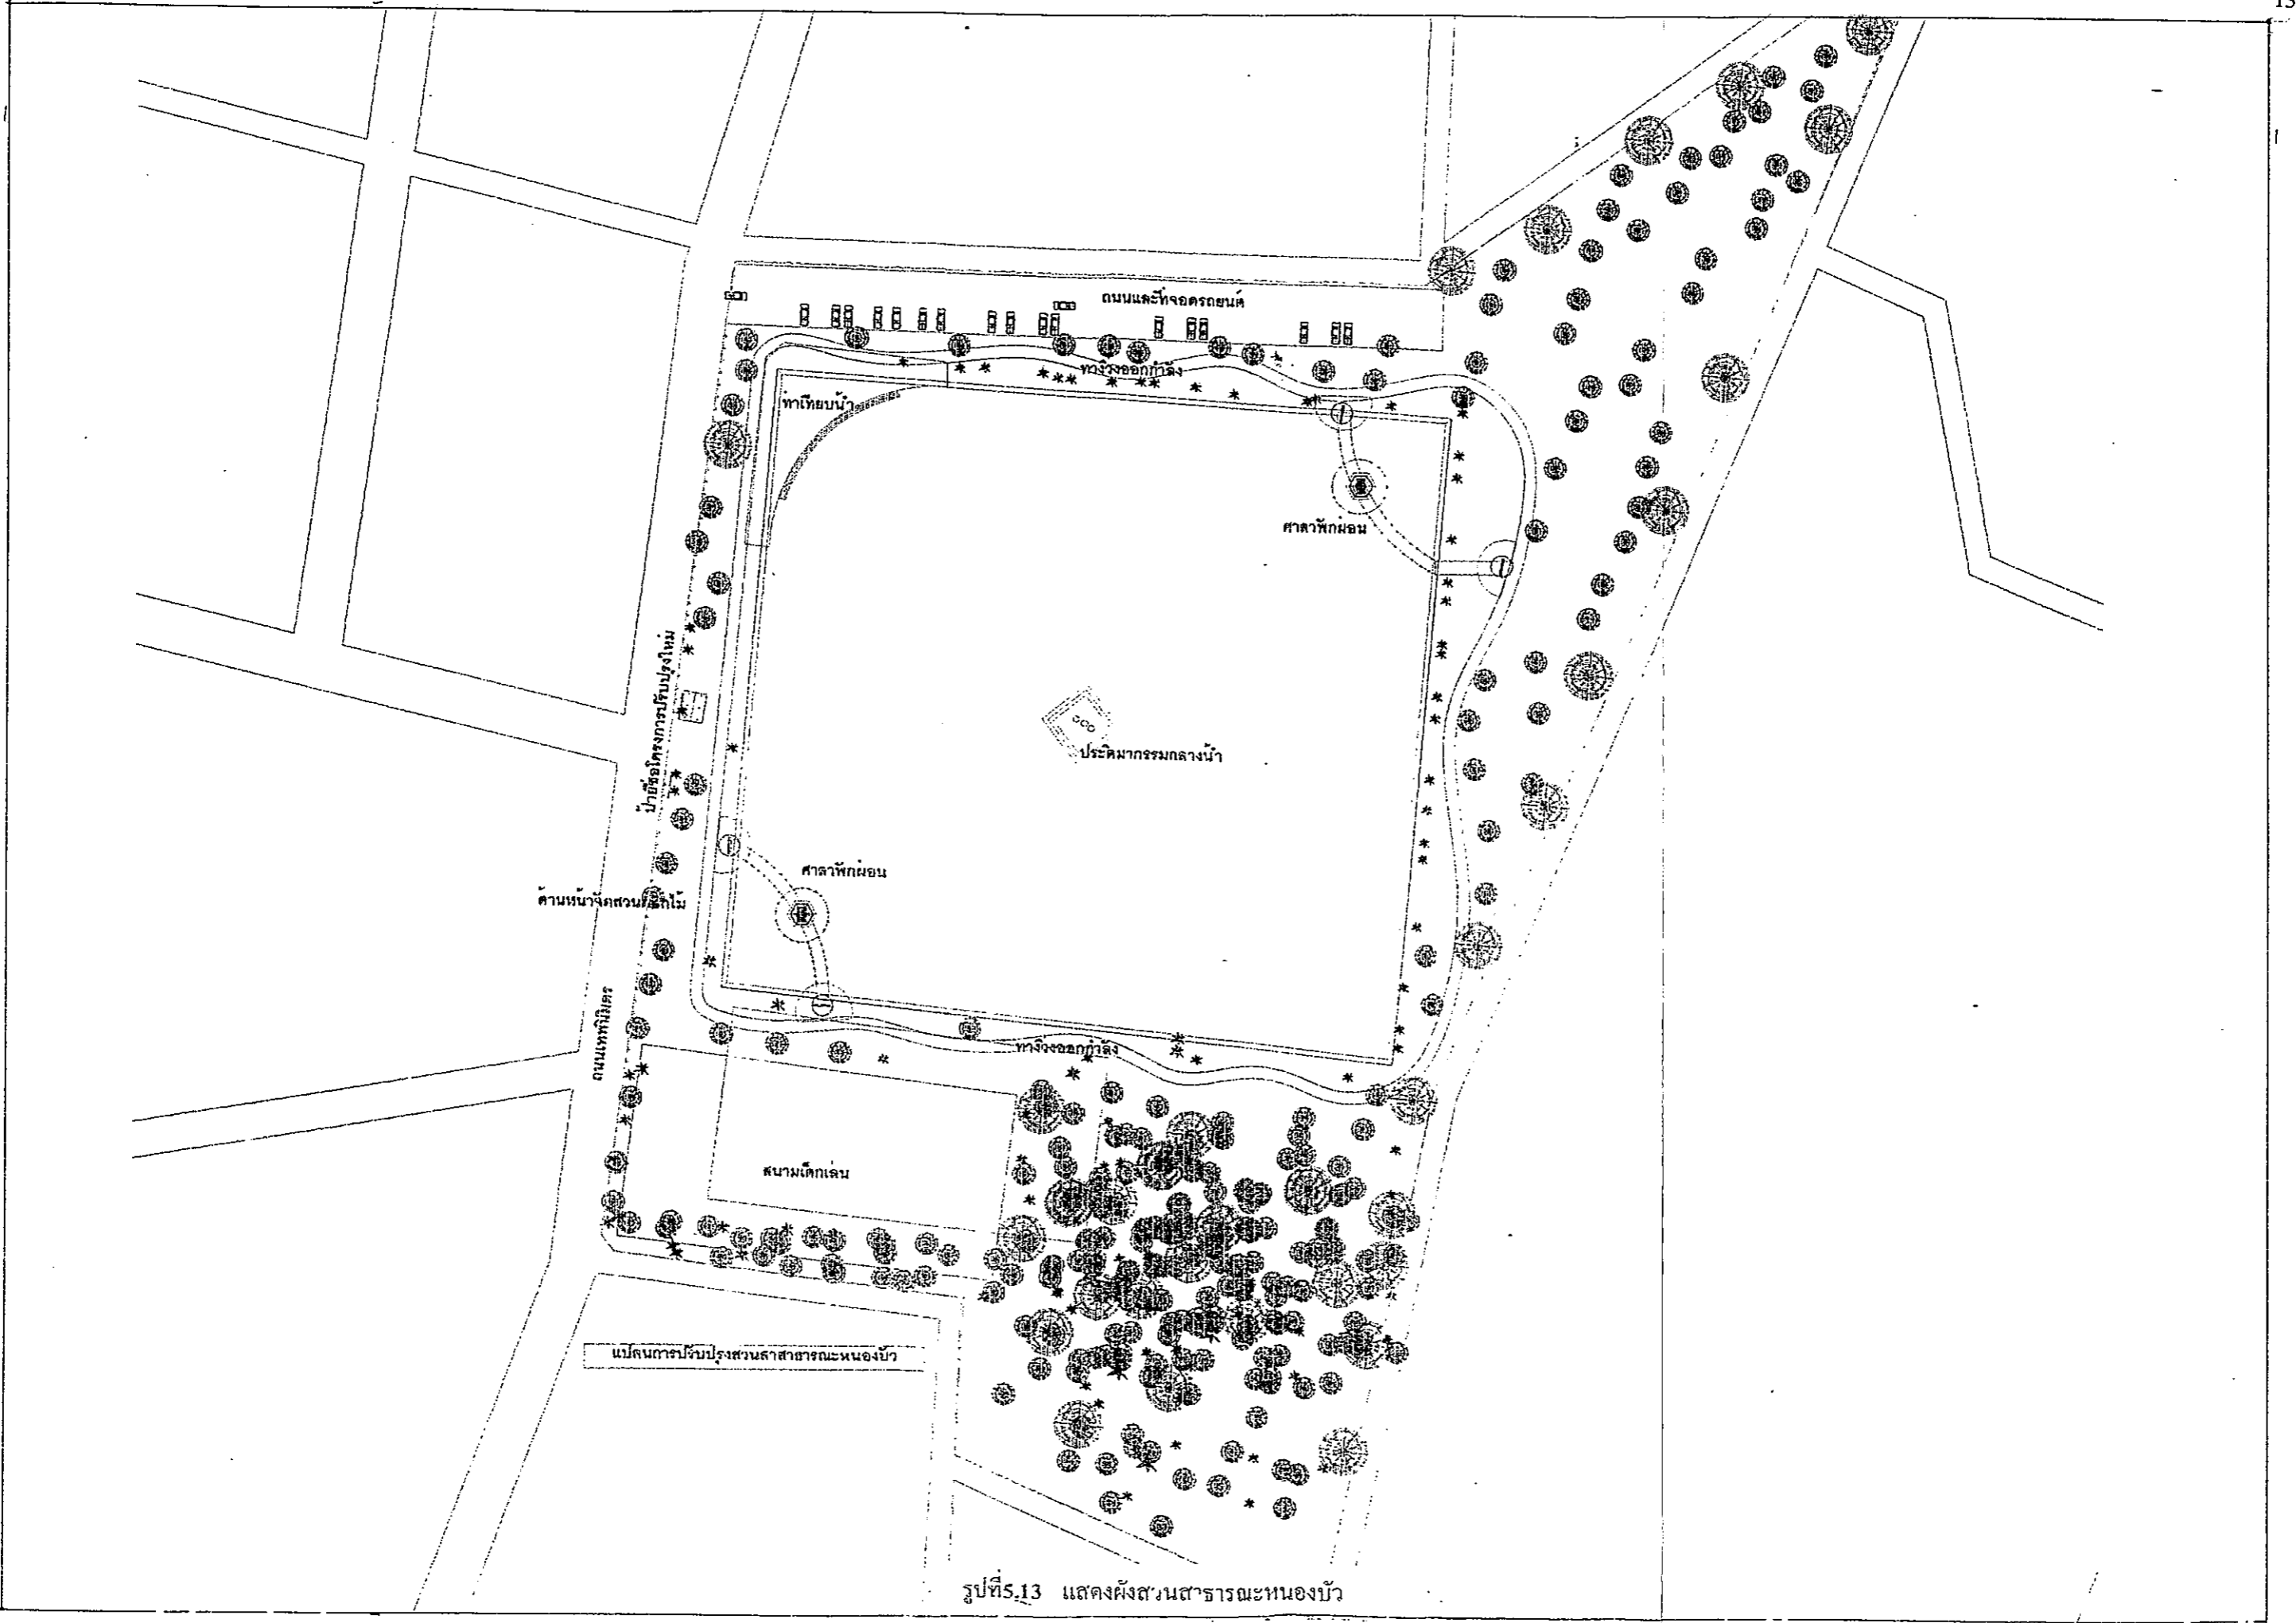 13
ถนนและที่จอดรถยนต์
ทางวิ่งออกกำลัง
ท่าเทียบน้ำ
ศาลาพักผ่อน
ป้ายชื่อโครงการปรับปรุงใหม่
ประติมากรรมกลางน้ำ
ศาลาพักผ่อน
ด้านหน้าจัดสวนดอกไม้
ถนนเทพนิมิตร
ทางวิ่งออกกำลัง
สนามเด็กเล่น
แปลนการปรับปรุงสวนสาสาธารณะหนองบัว
รูปที่5.13 แสดงผังสวนสาธารณะหนองบัว